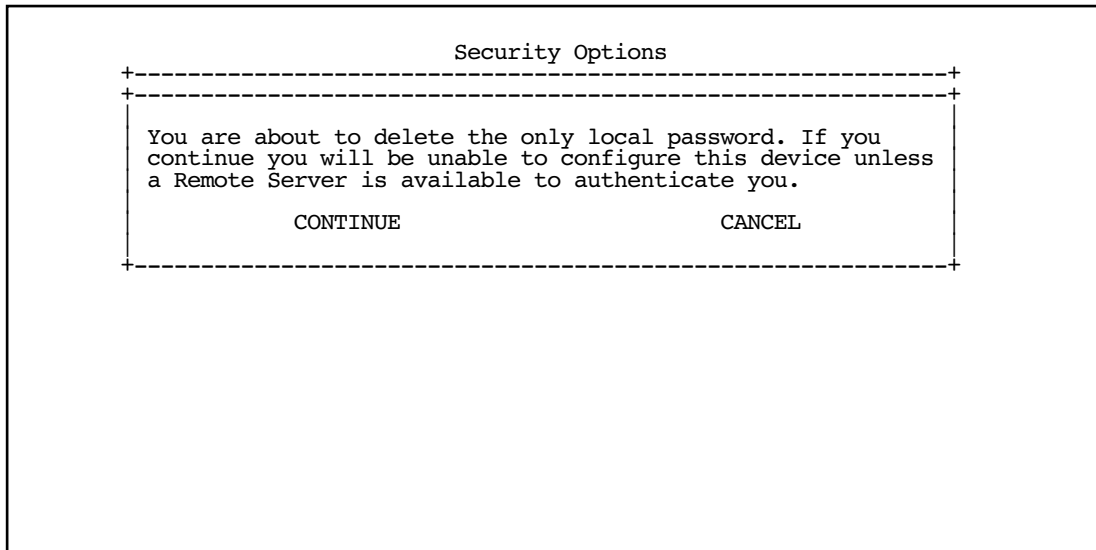 Security Options
+--------------------------------------------------------------+
+--------------------------------------------------------------+
You are about to delete the only local password. If you
continue you will be unable to configure this device unless
a Remote Server is available to authenticate you.
CONTINUE CANCEL
+--------------------------------------------------------------+